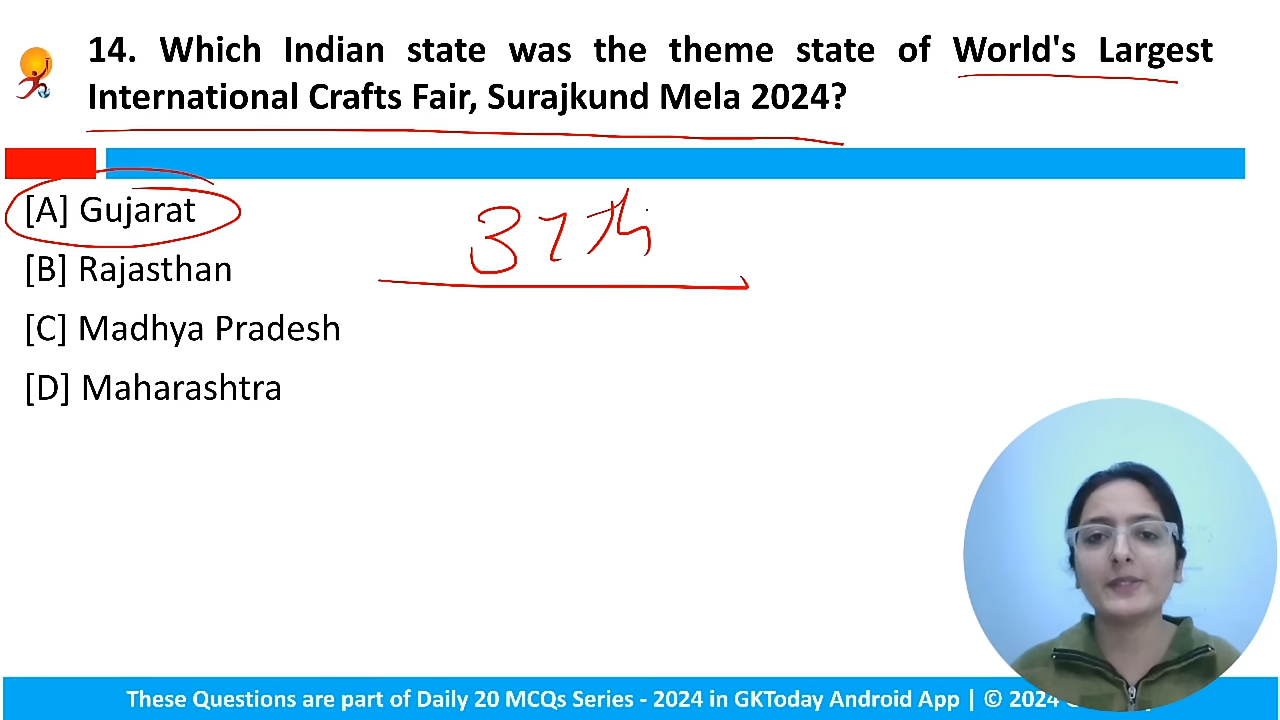 14. Which Indian state was the theme state of World's Largest
International Crafts Fair, Surajkund Mela 2024?
[A] Gujarat
37th
[B] Rajasthan
[C] Madhya Pradesh
[D] Maharashtra
These Questions are part of Daily 20 MCQs Series - 2024 in GKToday Android App | © 2024